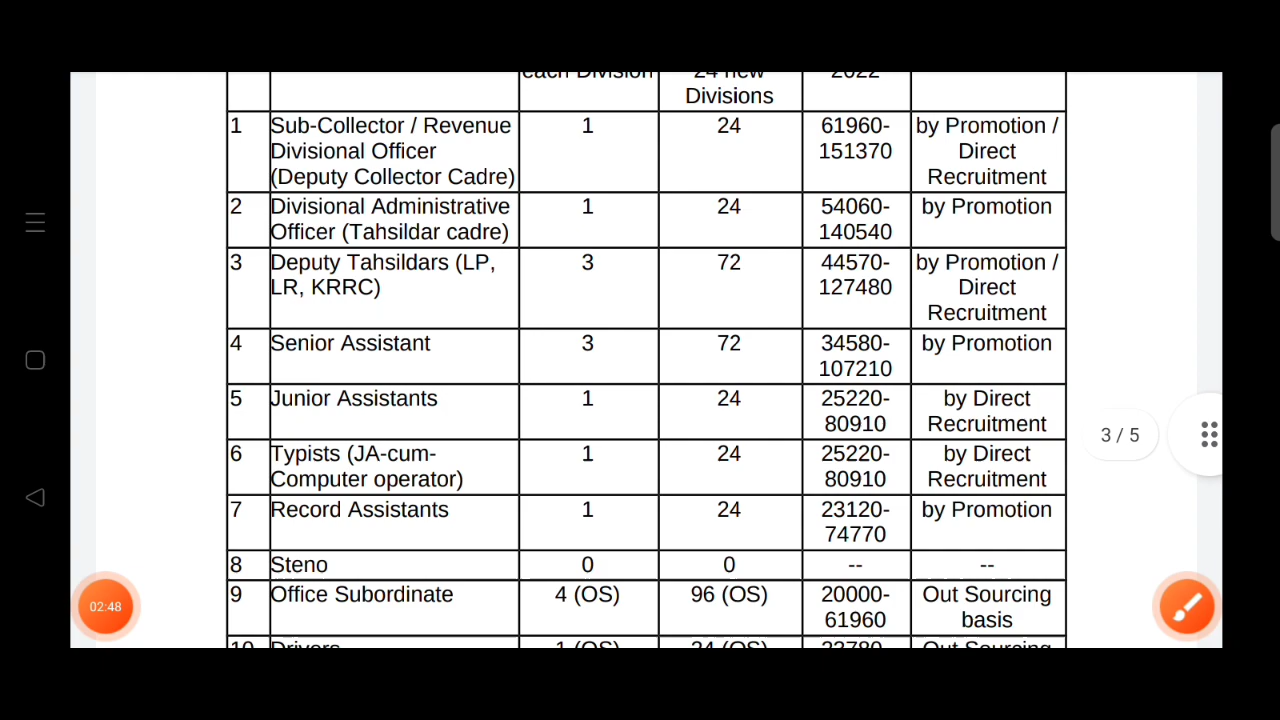 each Division 24 new 2022
Divisions
1 Sub-Collector / Revenue 1 24 61960- by Promotion /
Divisional Officer 151370 Direct
(Deputy Collector Cadre) Recruitment
2 Divisional Administrative 1 24 54060- by Promotion
Officer (Tahsildar cadre) 140540
3 Deputy Tahsildars (LP, 3 72 44570- by Promotion /
LR, KRRC) 127480 Direct
Recruitment
4 Senior Assistant 3 72 34580- by Promotion
107210
5 Junior Assistants 1 24 25220- by Direct
80910 Recruitment
3 / 5
6 Typists (JA-cum- 1 24 25220- by Direct
Computer operator) 80910 Recruitment
7 Record Assistants 1 24 23120- by Promotion
74770
8 Steno 0 0 -- --
9 Office Subordinate 4 (OS) 96 (OS) 20000- Out Sourcing
61960 basis
02:48
10 Drivers 1 (OS) 24 (OS) 23780- Out Sourcing